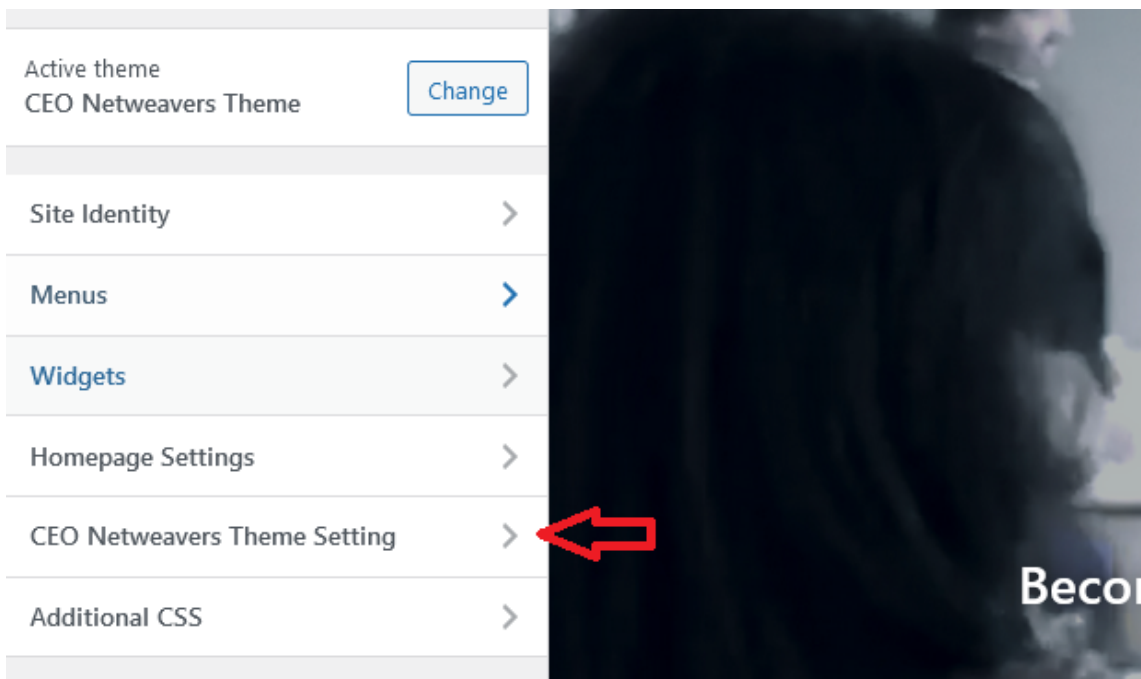 Active theme
CEO Netweavers Theme
Change
Site Identity
Menus
Widgets
Homepage Settings
CEO Netweavers Theme Setting
Additional CSS